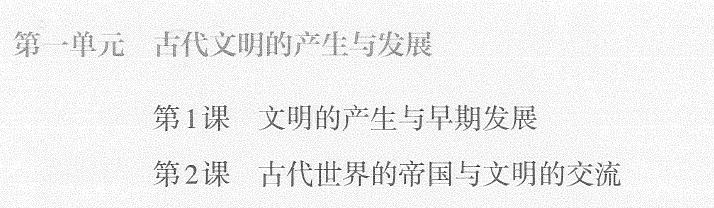 第一单元 古代文明的产生与发展
第1课 文明的产生与早期发展
第2课 古代世界的帝国与文明的交流